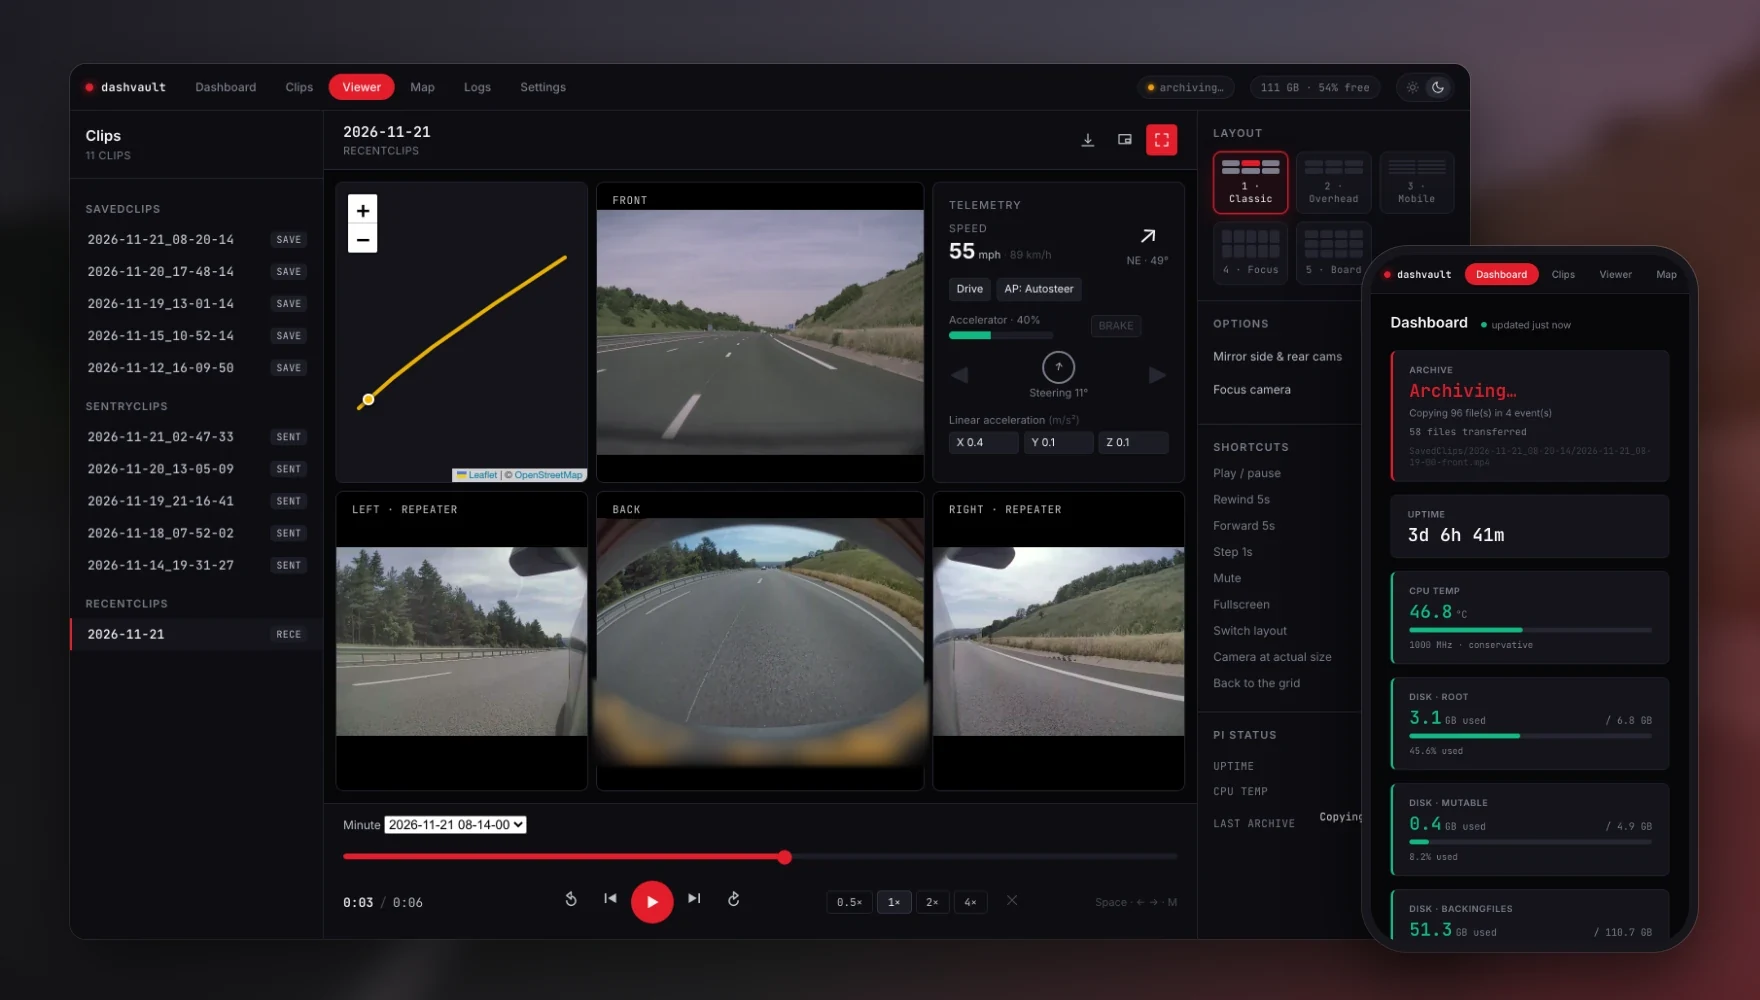 dashvault Dashboard Clips Viewer Map Logs Settings archiving… 111 GB · 54% free
Clips
11 CLIPS
SAVEDCLIPS
2026-11-21_08-20-14 SAVE
2026-11-20_17-48-14 SAVE
2026-11-19_13-01-14 SAVE
2026-11-15_10-52-14 SAVE
2026-11-12_16-09-50 SAVE
SENTRYCLIPS
2026-11-21_02-47-33 SENT
2026-11-20_13-05-09 SENT
2026-11-19_21-16-41 SENT
2026-11-18_07-52-02 SENT
2026-11-14_19-31-27 SENT
RECENTCLIPS
2026-11-21 RECE
2026-11-21
RECENTCLIPS
+
−
Leaflet | © OpenStreetMap
FRONT
TELEMETRY
SPEED
55 mph · 89 km/h
NE · 49°
Drive AP: Autosteer
Accelerator · 40%
BRAKE
Steering 11°
Linear acceleration (m/s²)
X 0.4 Y 0.1 Z 0.1
LEFT · REPEATER
BACK
RIGHT · REPEATER
Minute 2026-11-21 08-14-00
0:03 / 0:06
0.5× 1× 2× 4×
Space · ← → · M
LAYOUT
1 ·
Classic
2 ·
Overhead
3 ·
Mobile
4 · Focus
5 · Board
OPTIONS
Mirror side & rear cams
Focus camera
SHORTCUTS
Play / pause
Rewind 5s
Forward 5s
Step 1s
Mute
Fullscreen
Switch layout
Camera at actual size
Back to the grid
PI STATUS
UPTIME
CPU TEMP
LAST ARCHIVE Copying
dashvault Dashboard Clips Viewer Map
Dashboard updated just now
ARCHIVE
Archiving…
Copying 96 file(s) in 4 event(s)
58 files transferred
SavedClips/2026-11-21_08-20-14/2026-11-21_08-
19-00-front.mp4
UPTIME
3d 6h 41m
CPU TEMP
46.8 °C
1000 MHz · conservative
DISK · ROOT
3.1 GB used / 6.8 GB
45.6% used
DISK · MUTABLE
0.4 GB used / 4.9 GB
8.2% used
DISK · BACKINGFILES
51.3 GB used / 110.7 GB